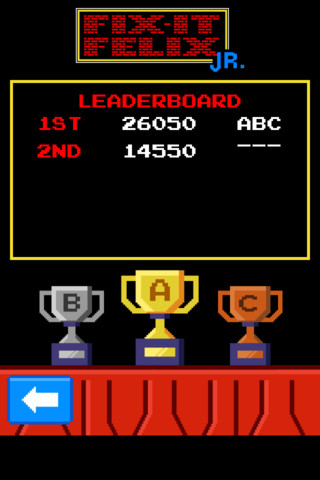 FIX-IT
FELIX
JR.
LEADERBOARD
1ST 26050 ABC
2ND 14550 ---
B A C